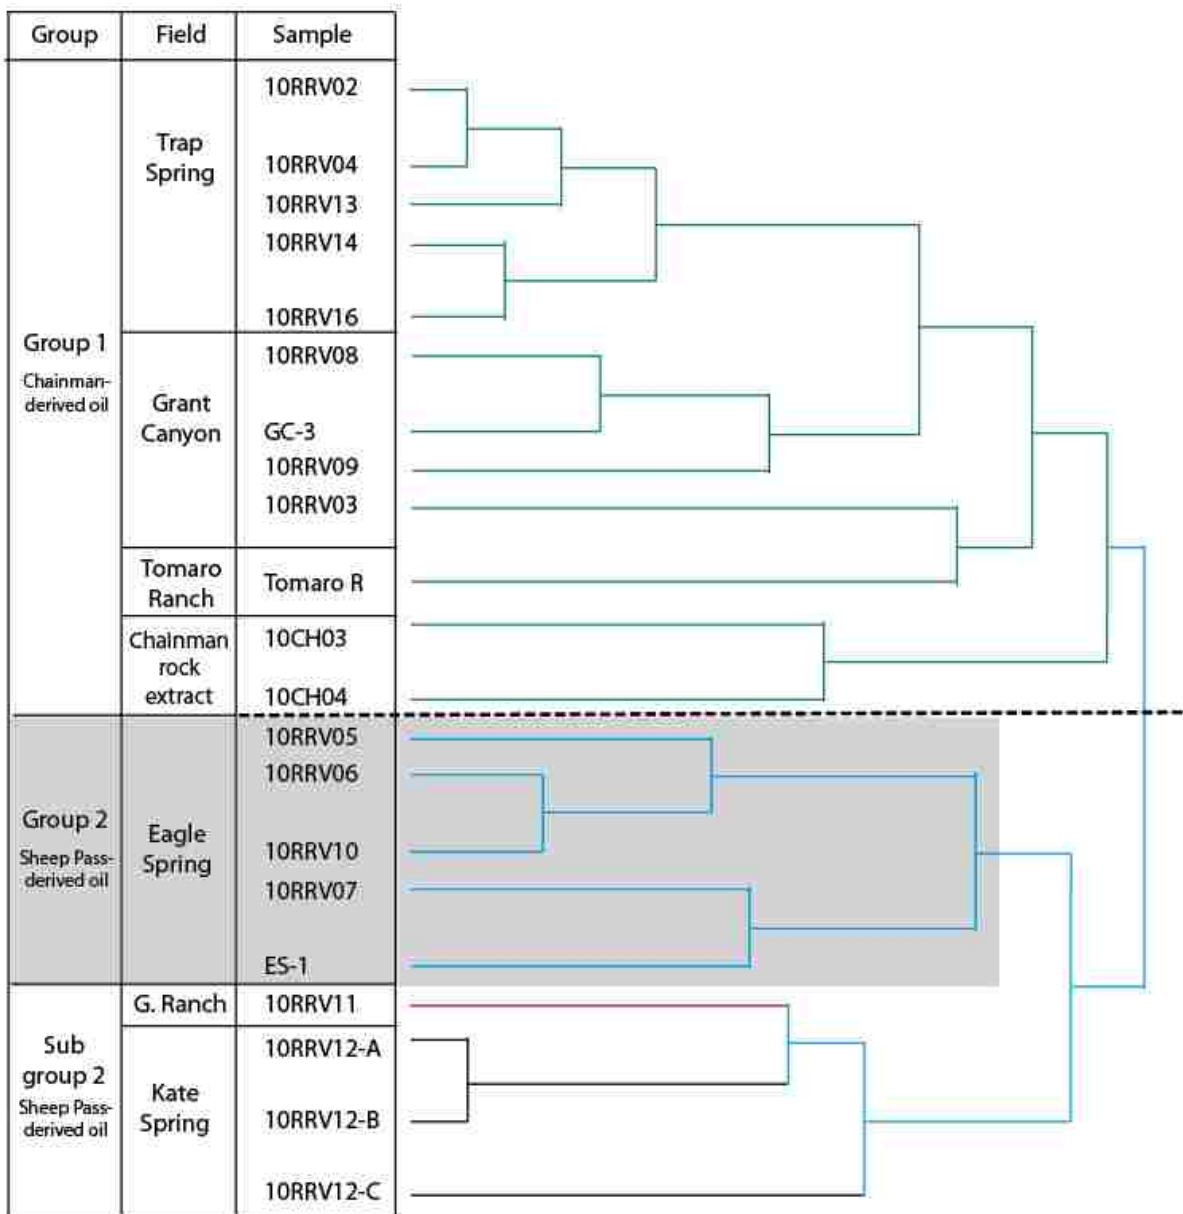 Group Field Sample
10RRV02
Trap
Spring
10RRV04
10RRV13
10RRV14
10RRV16
Group 1
Chainman-
derived oil
10RRV08
Grant
Canyon
GC-3
10RRV09
10RRV03
Tomaro
Ranch
Tomaro R
Chainman
rock
extract
10CH03
10CH04
10RRV05
10RRV06
Group 2
Sheep Pass-
derived oil
Eagle
Spring
10RRV10
10RRV07
ES-1
G. Ranch
10RRV11
Sub
group 2
Sheep Pass-
derived oil
Kate
Spring
10RRV12-A
10RRV12-B
10RRV12-C